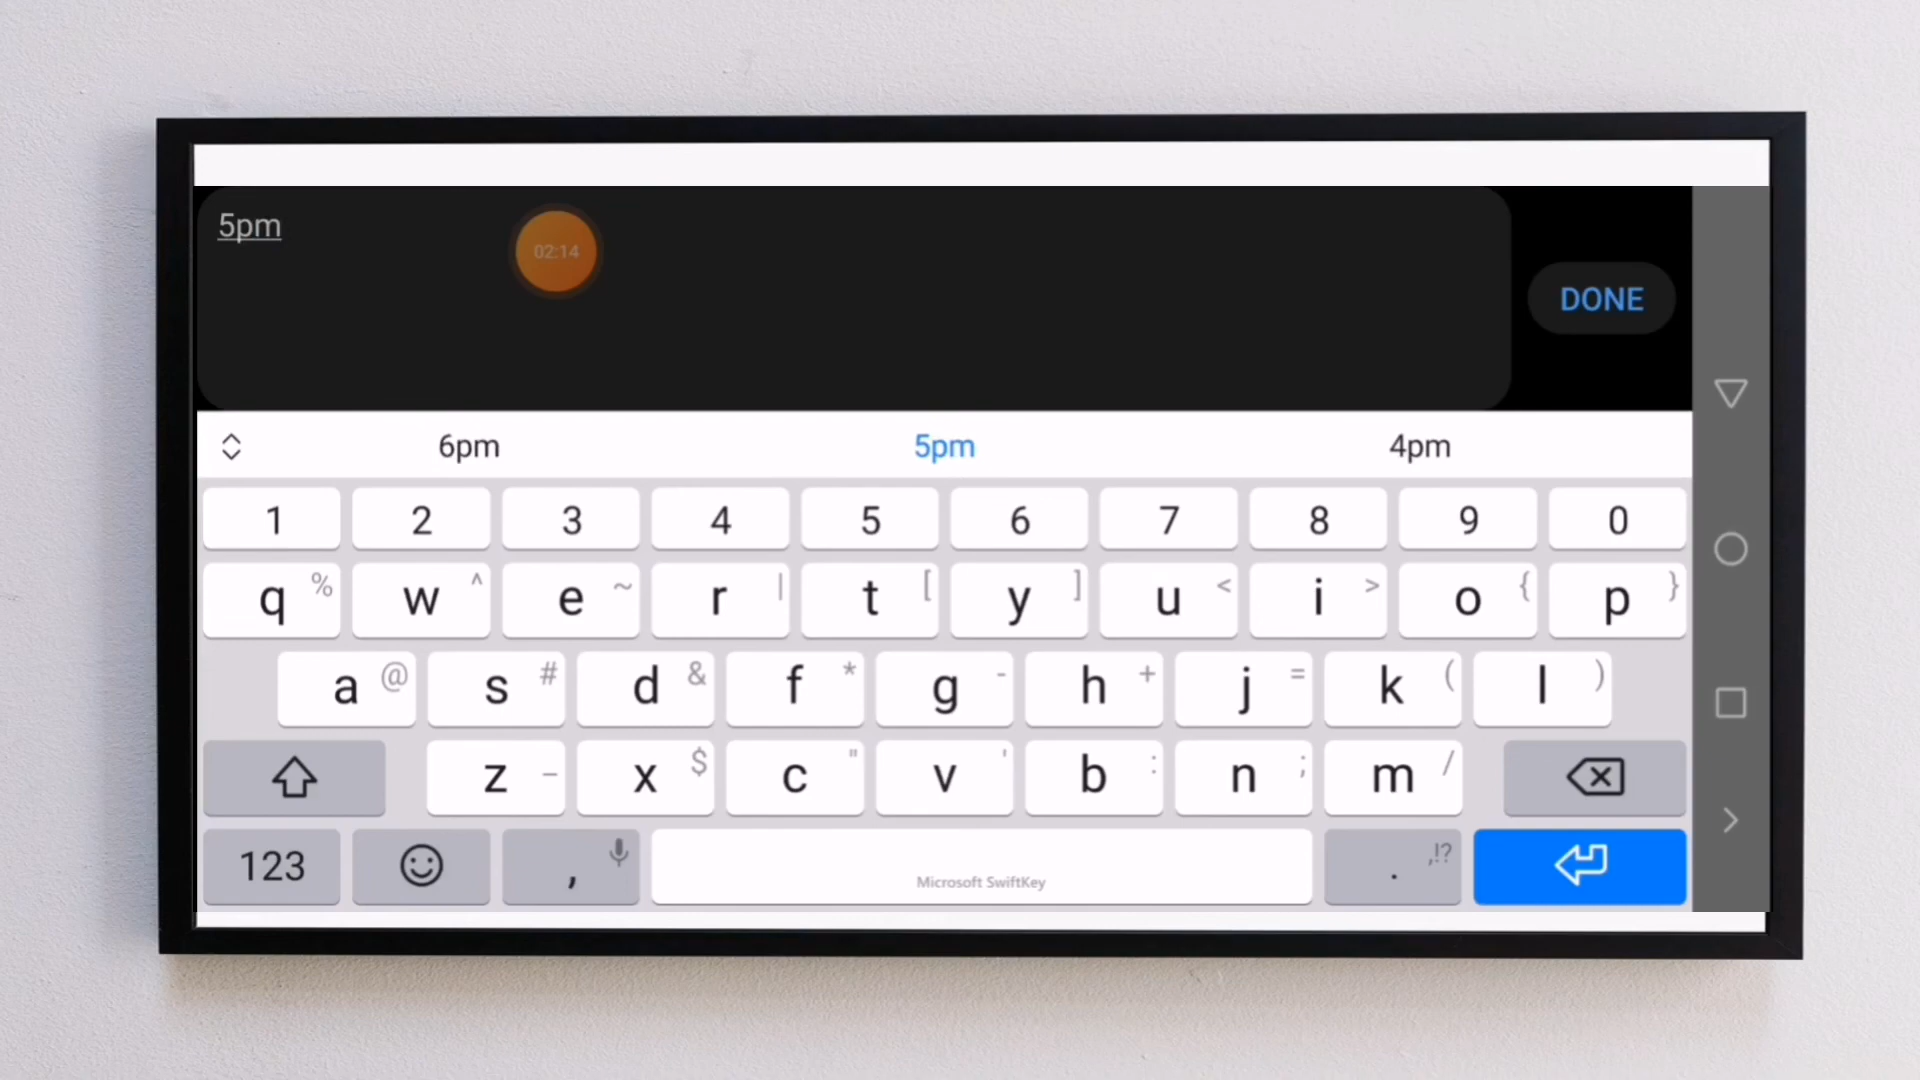 5pm
02:14
DONE
6pm 5pm 4pm
1 2 3 4 5 6 7 8 9 0
q % w ^ e ~ r | t [ y ] u < i > o { p }
a @ s # d & f * g - h + j = k ( l )
z _ x $ c " v ' b : n ; m /
123 , Microsoft SwiftKey . ,!?